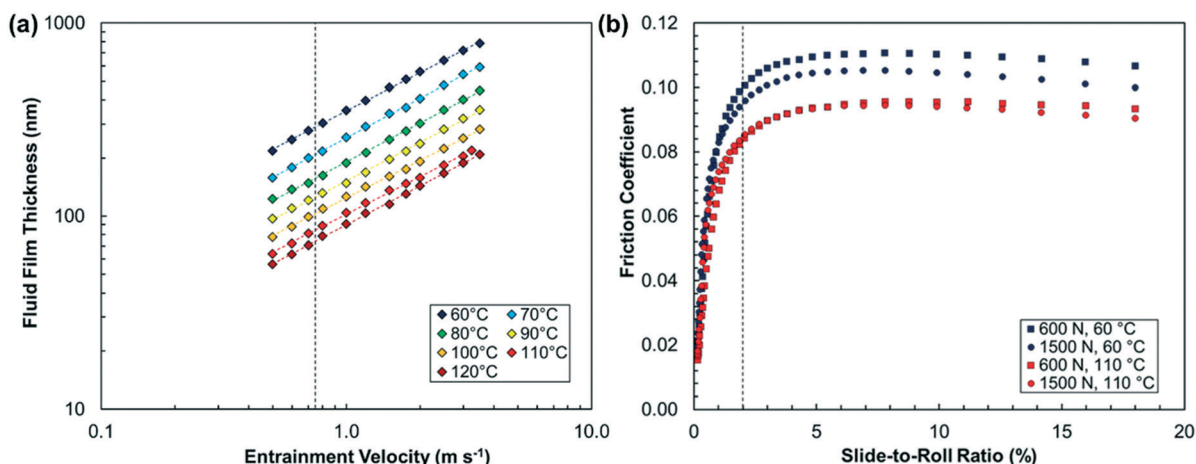 (a)
1000
100
10
0.1
1.0
10.0
Fluid Film Thickness (nm)
Entrainment Velocity (m s-1)
60°C 70°C
80°C 90°C
100°C 110°C
120°C
(b)
0.12
0.10
0.08
0.06
0.04
0.02
0.00
0
5
10
15
20
Friction Coefficient
Slide-to-Roll Ratio (%)
600 N, 60 °C
1500 N, 60 °C
600 N, 110 °C
1500 N, 110 °C